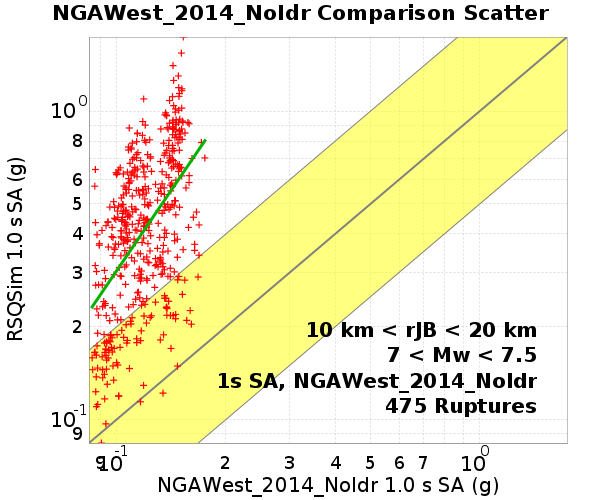 NGAWest_2014_NoIdr Comparison Scatter
RSQSim 1.0 s SA (g)
10⁰
8
6
5
4
3
2
10⁻¹
9
10 km < rJB < 20 km
7 < Mw < 7.5
1s SA, NGAWest_2014_NoIdr
475 Ruptures
9 10⁻¹ 2 3 4 5 6 7 10⁰
NGAWest_2014_NoIdr 1.0 s SA (g)